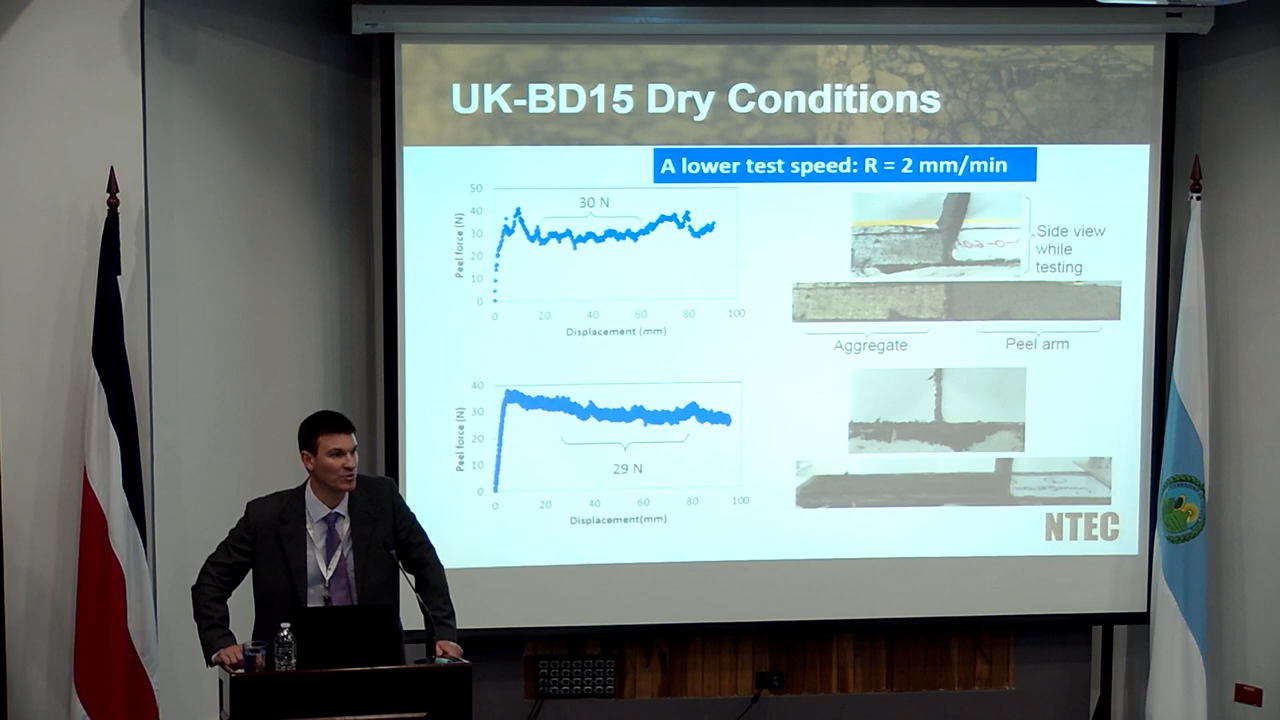 UK-BD15 Dry Conditions
A lower test speed: R = 2 mm/min
50
40
30
20
10
0
Peel force (N)
30 N
0
20
40
60
80
100
Displacement (mm)
Side view
while
testing
Aggregate
Peel arm
40
30
20
10
0
Peel force (N)
29 N
0
20
40
60
80
100
Displacement(mm)
NTEC